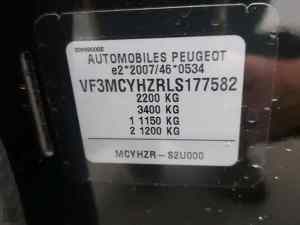 AUTOMOBILES PEUGEOT
e2*2007/46*0534
VF3MCYHZRLS177582
2200 KG
3400 KG
1 1150 KG
2 1200 KG
MCYHZR-S2U000